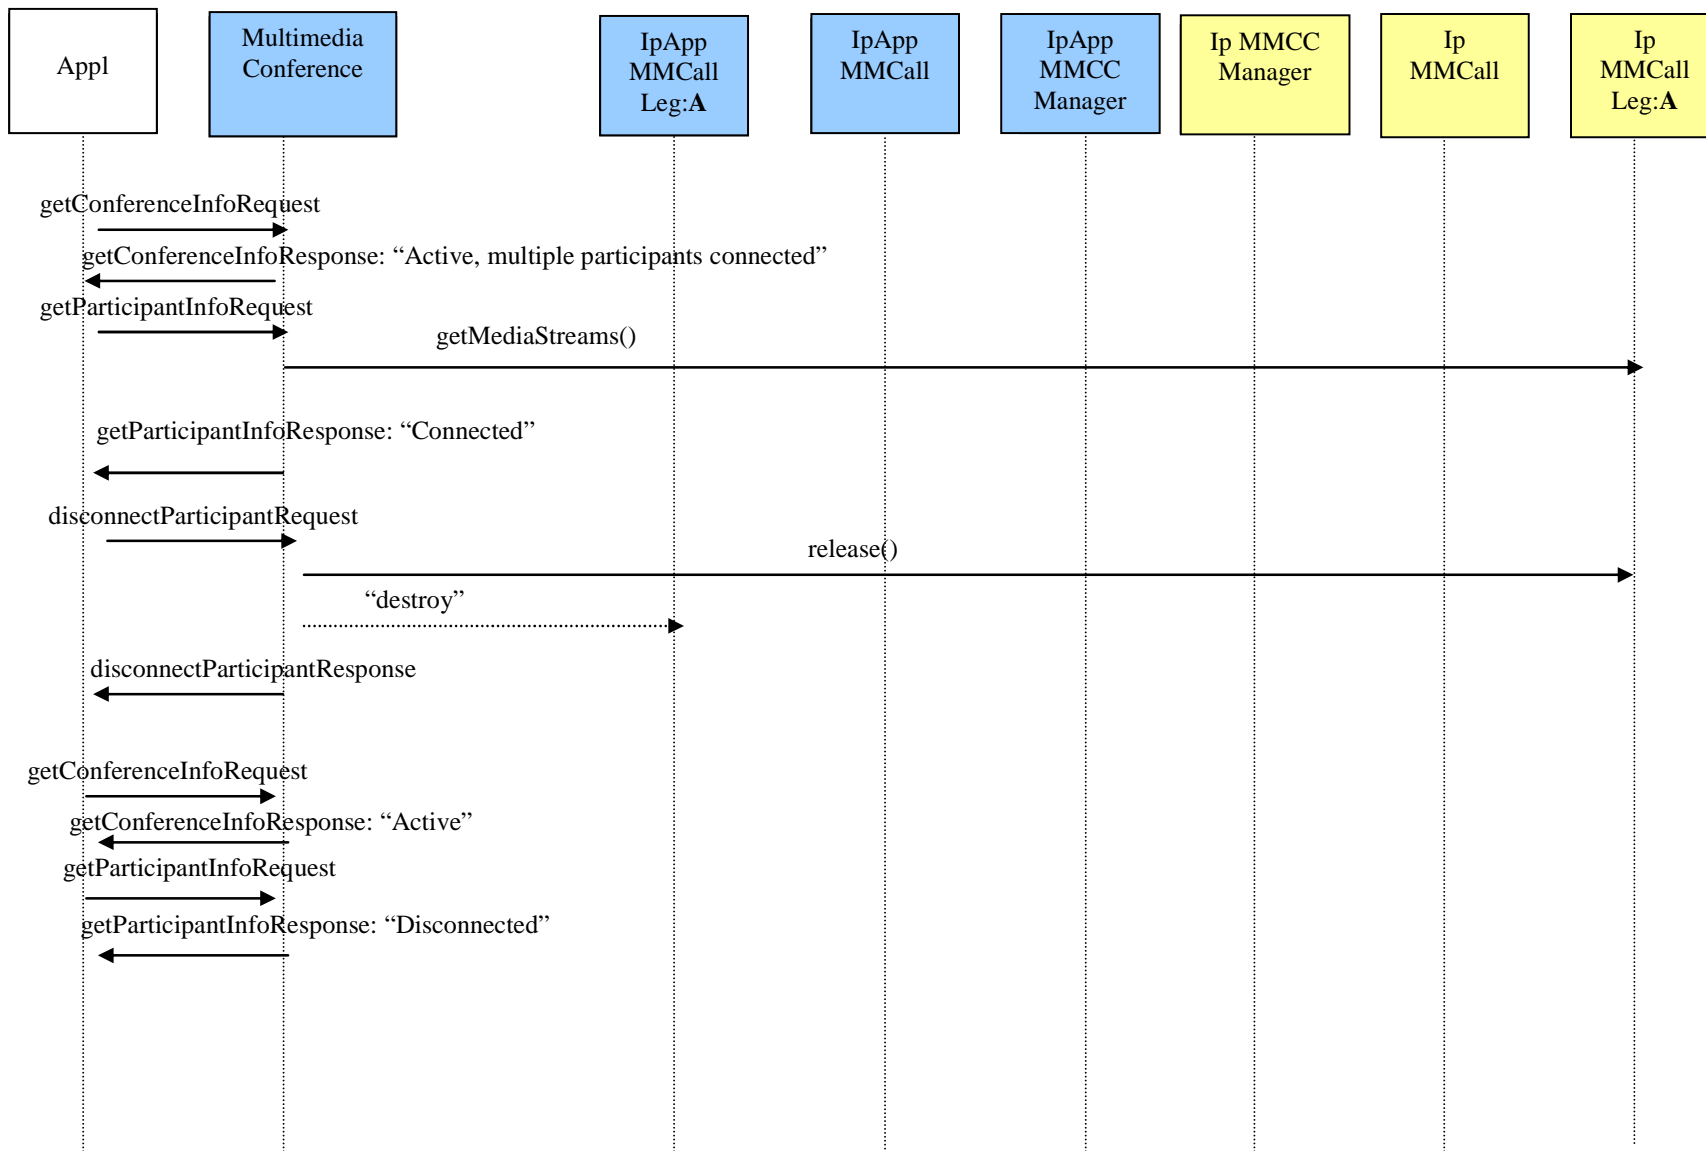 Appl
Multimedia
Conference
IpApp
MMCall
Leg:A
IpApp
MMCall
IpApp
MMCC
Manager
Ip MMCC
Manager
Ip
MMCall
Ip
MMCall
Leg:A
getConferenceInfoRequest
getConferenceInfoResponse: “Active, multiple participants connected”
getParticipantInfoRequest
getMediaStreams()
getParticipantInfoResponse: “Connected”
disconnectParticipantRequest
release()
“destroy”
disconnectParticipantResponse
getConferenceInfoRequest
getConferenceInfoResponse: “Active”
getParticipantInfoRequest
getParticipantInfoResponse: “Disconnected”